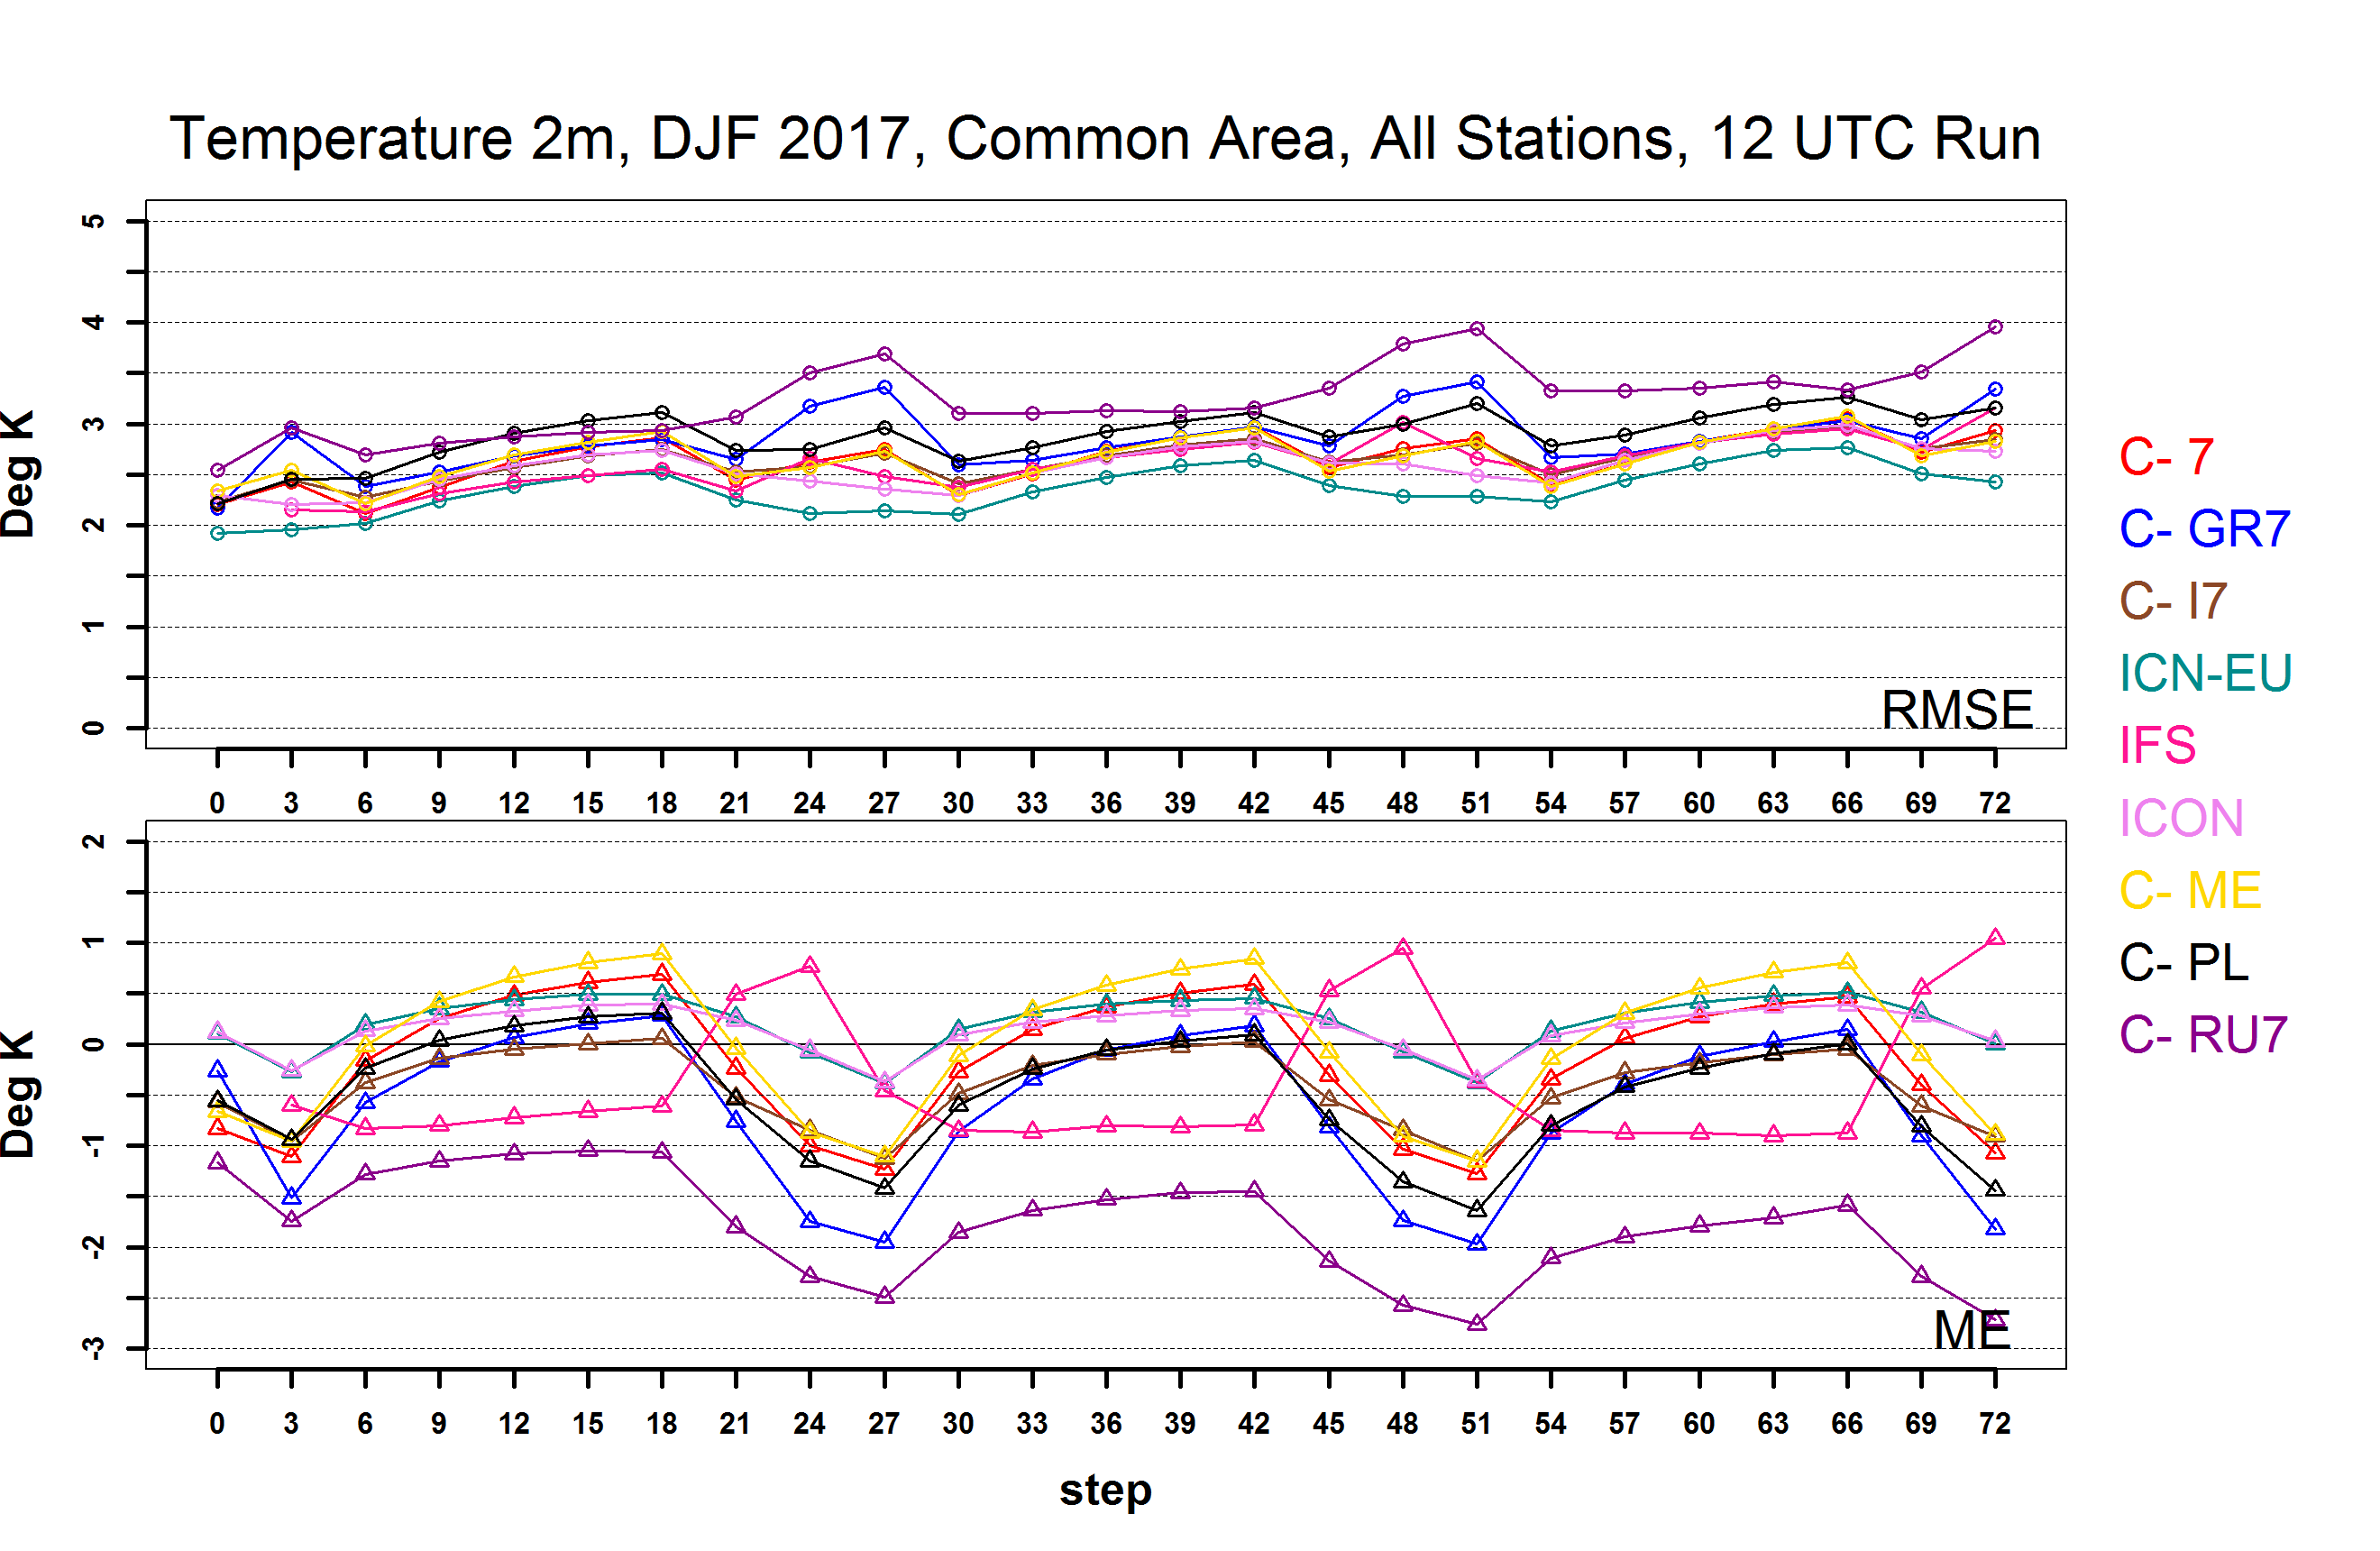 Temperature 2m, DJF 2017, Common Area, All Stations, 12 UTC Run
5
4
3
2
1
0
Deg K
RMSE
0 3 6 9 12 15 18 21 24 27 30 33 36 39 42 45 48 51 54 57 60 63 66 69 72
2
1
0
-1
-2
-3
Deg K
ME
0 3 6 9 12 15 18 21 24 27 30 33 36 39 42 45 48 51 54 57 60 63 66 69 72
step
C- 7
C- GR7
C- I7
ICN-EU
IFS
ICON
C- ME
C- PL
C- RU7